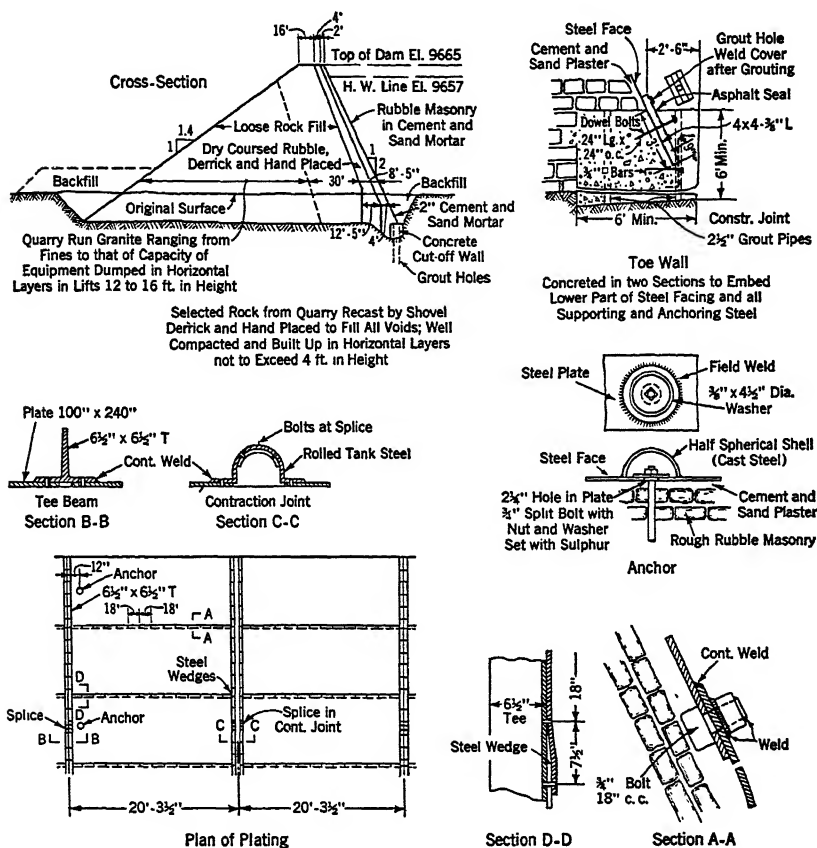 16'
4'
2'
Top of Dam El. 9665
H. W. Line El. 9657
Cross-Section
Rubble Masonry
in Cement and
Sand Mortar
1.4
1
Loose Rock Fill
Dry Coursed Rubble,
Derrick and Hand Placed
1
2
8'-5"
30'
Backfill
Backfill
Original Surface
2" Cement and
Sand Mortar
12'-5"
4'
Concrete
Cut-off Wall
Grout Holes
Quarry Run Granite Ranging from
Fines to that of Capacity of
Equipment Dumped in Horizontal
Layers in Lifts 12 to 16 ft. in Height
Selected Rock from Quarry Recast by Shovel
Derrick and Hand Placed to Fill All Voids; Well
Compacted and Built Up in Horizontal Layers
not to Exceed 4 ft. in Height
Steel Face
Cement and
Sand Plaster
2'-6"
Grout Hole
Weld Cover
after Grouting
Asphalt Seal
Dowel Bolts
24" Lg. x
24" o.c.
4x4-⅜" L
Bars
6' Min.
6' Min.
Constr. Joint
2½" Grout Pipes
Toe Wall
Concreted in two Sections to Embed
Lower Part of Steel Facing and all
Supporting and Anchoring Steel
Steel Plate
Field Weld
⅜" x 4½" Dia.
Washer
Steel Face
Half Spherical Shell
(Cast Steel)
Hole in Plate
Split Bolt with
Nut and Washer
Set with Sulphur
Cement and
Sand Plaster
Rough Rubble Masonry
Anchor
Plate 100" x 240"
6½" x 6½" T
Cont. Weld
Tee Beam
Section B-B
Bolts at Splice
Rolled Tank Steel
Contraction Joint
Section C-C
12"
Anchor
6½" x 6½" T
18'
18'
A
A
Steel
Wedges
D
D
Splice
Anchor
B
B
C
C
Splice in
Cont. Joint
20'-3½"
20'-3½"
Plan of Plating
6½"
Tee
18"
Steel Wedge
7½"
Section D-D
Cont. Weld
Weld
Bolt
18"
c.c.
Section A-A